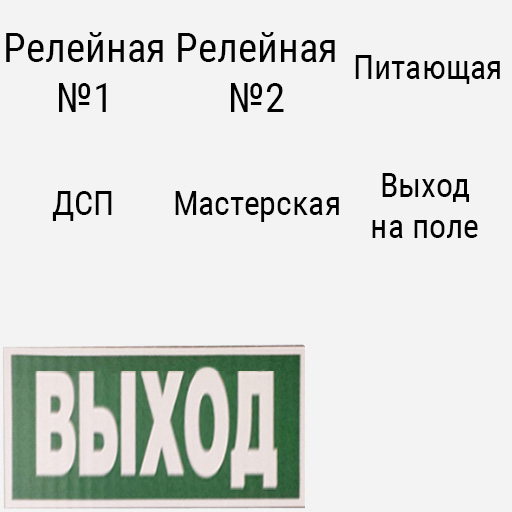 Релейная
№1
Релейная
№2
Питающая
ДСП
Мастерская
Выход
на поле
ВЫХОД